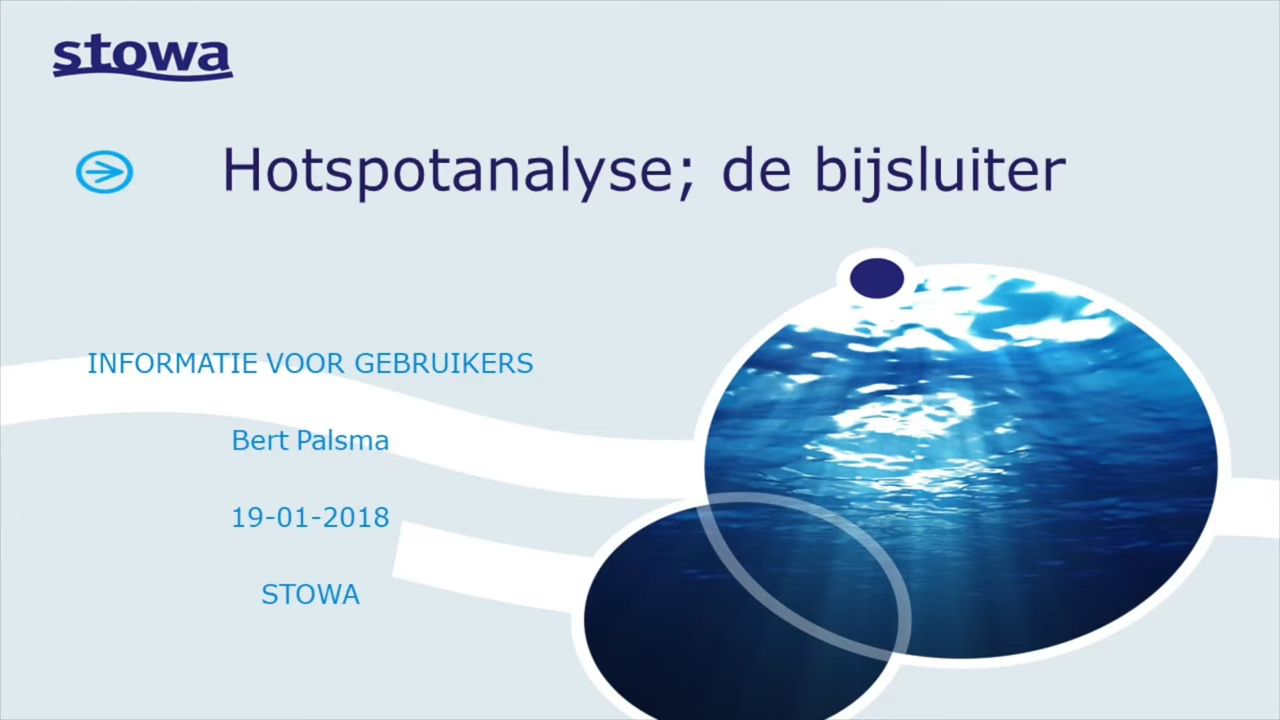 stowa
Hotspotanalyse; de bijsluiter
INFORMATIE VOOR GEBRUIKERS
Bert Palsma
19-01-2018
STOWA